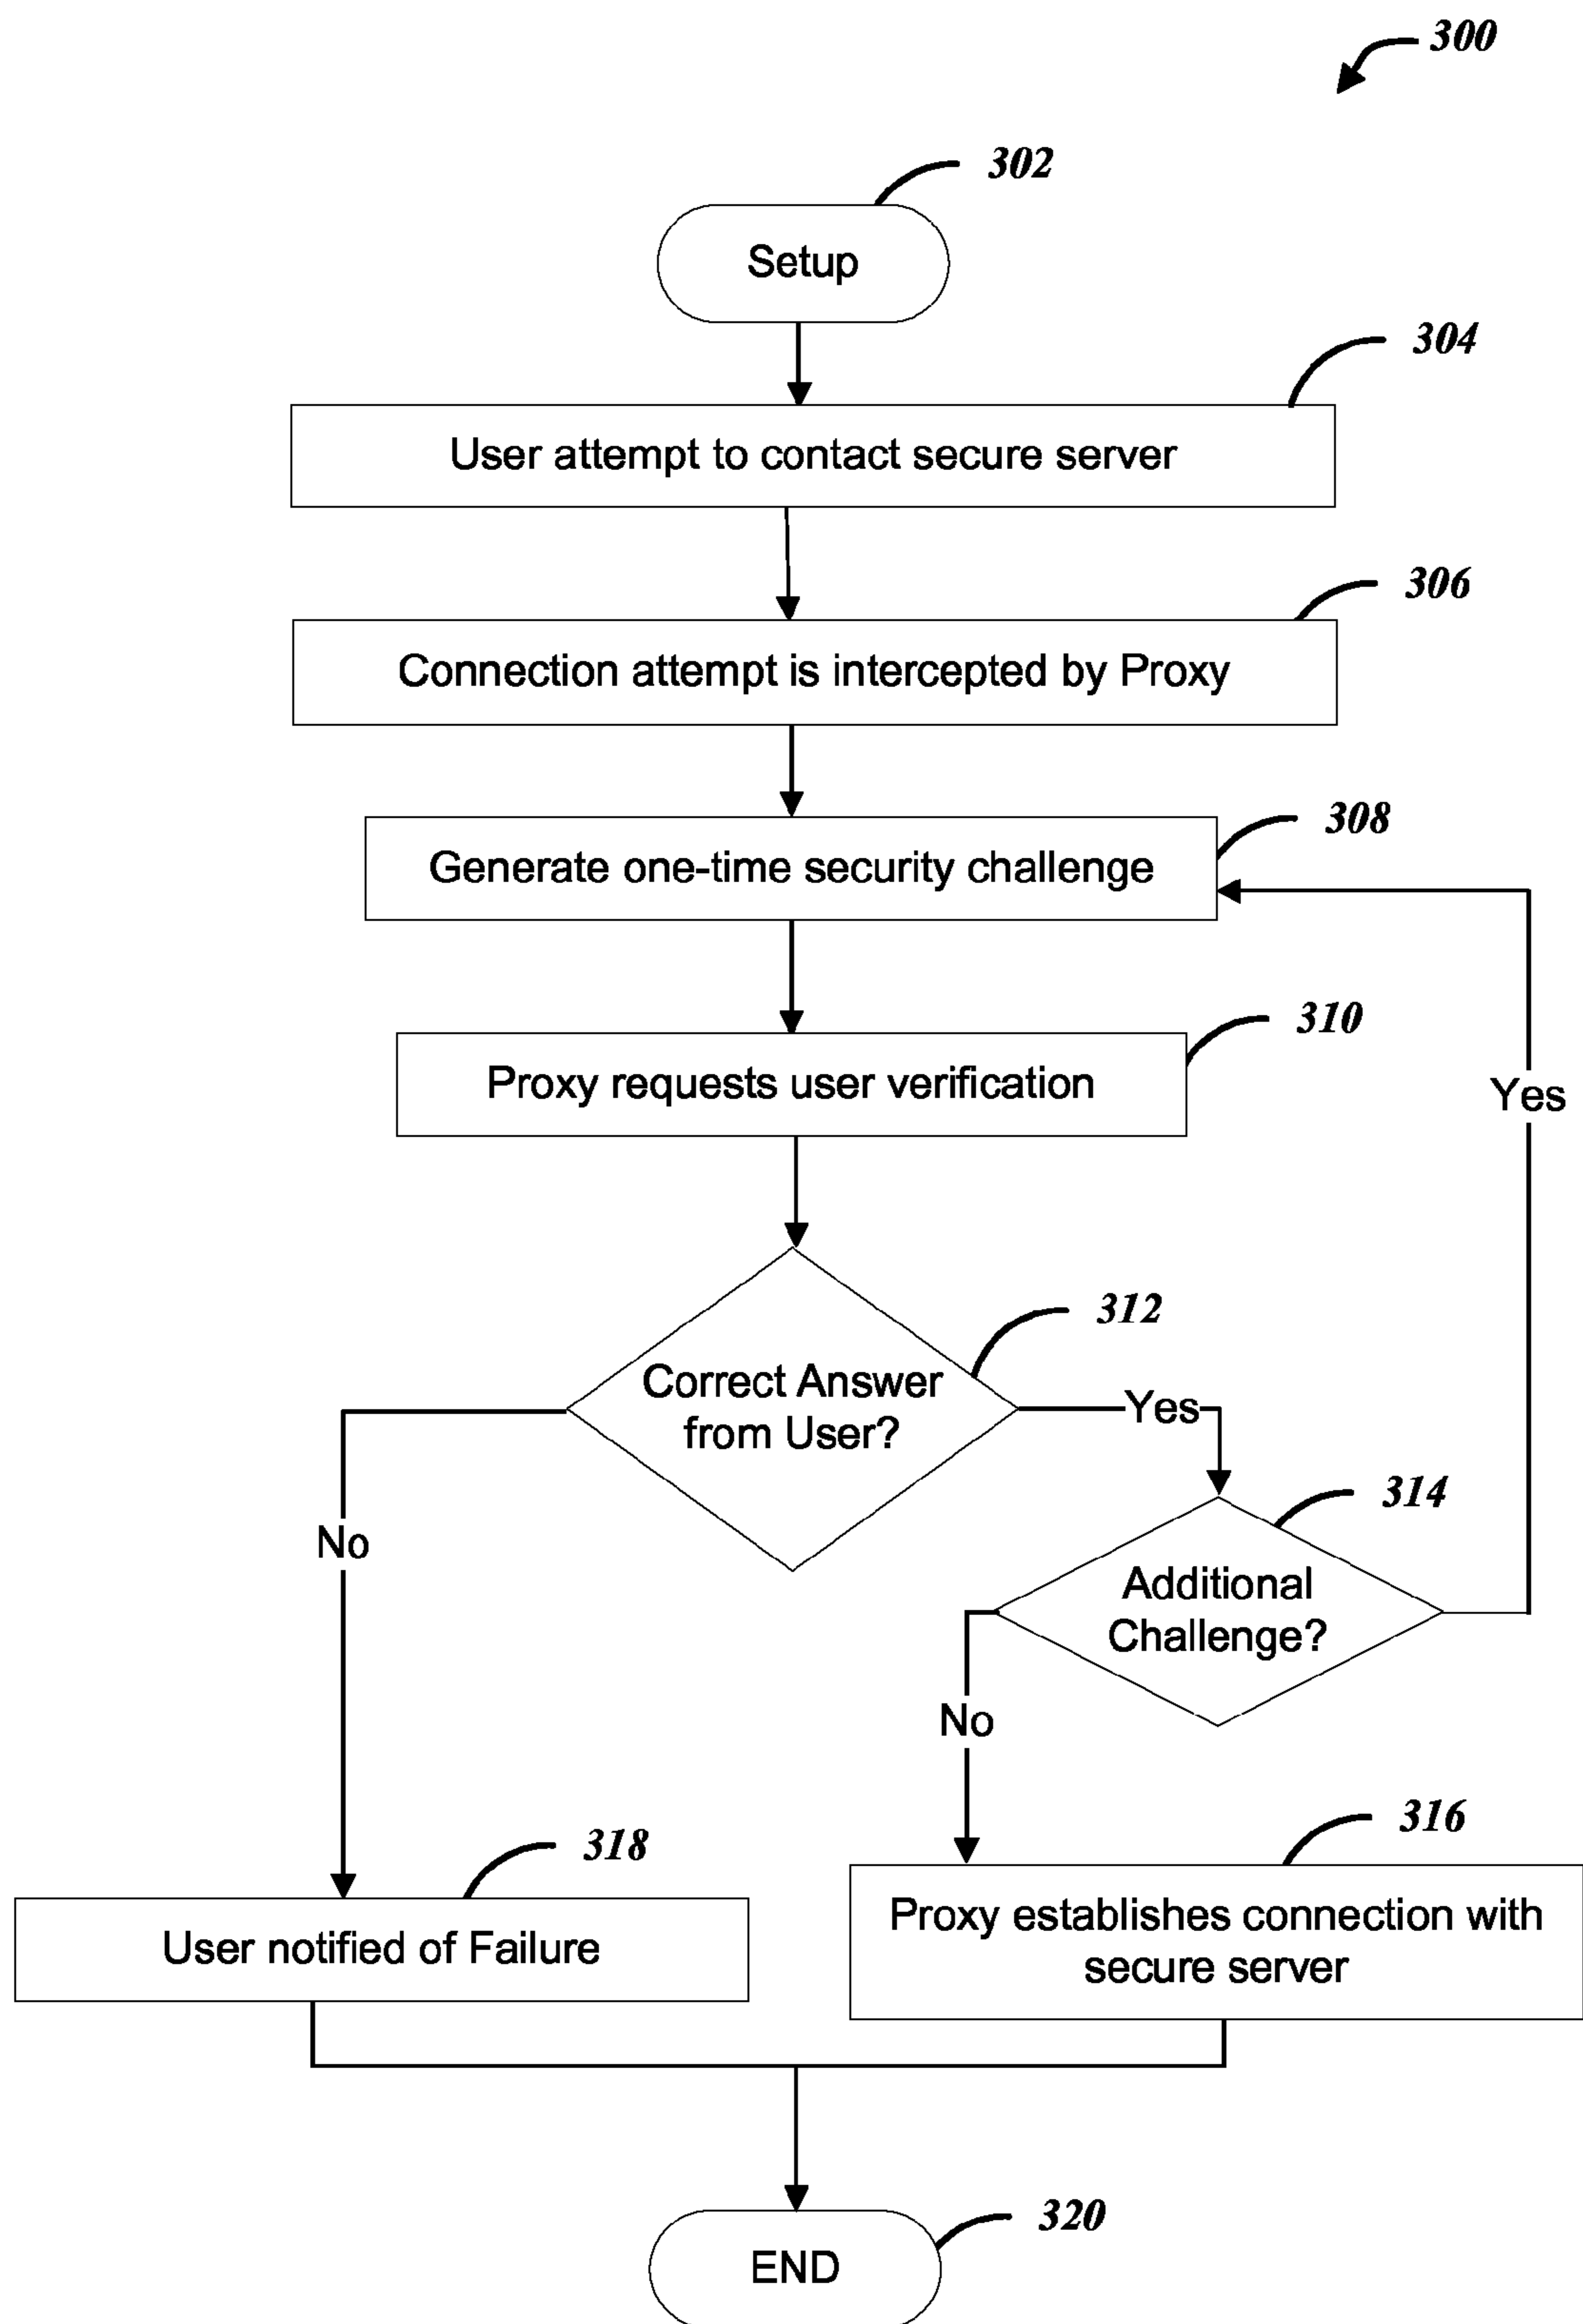 300
302
Setup
304
User attempt to contact secure server
306
Connection attempt is intercepted by Proxy
308
Generate one-time security challenge
310
Proxy requests user verification
Yes
312
Correct Answer
from User?
Yes
314
No
Additional
Challenge?
No
316
318
Proxy establishes connection with
secure server
User notified of Failure
320
END